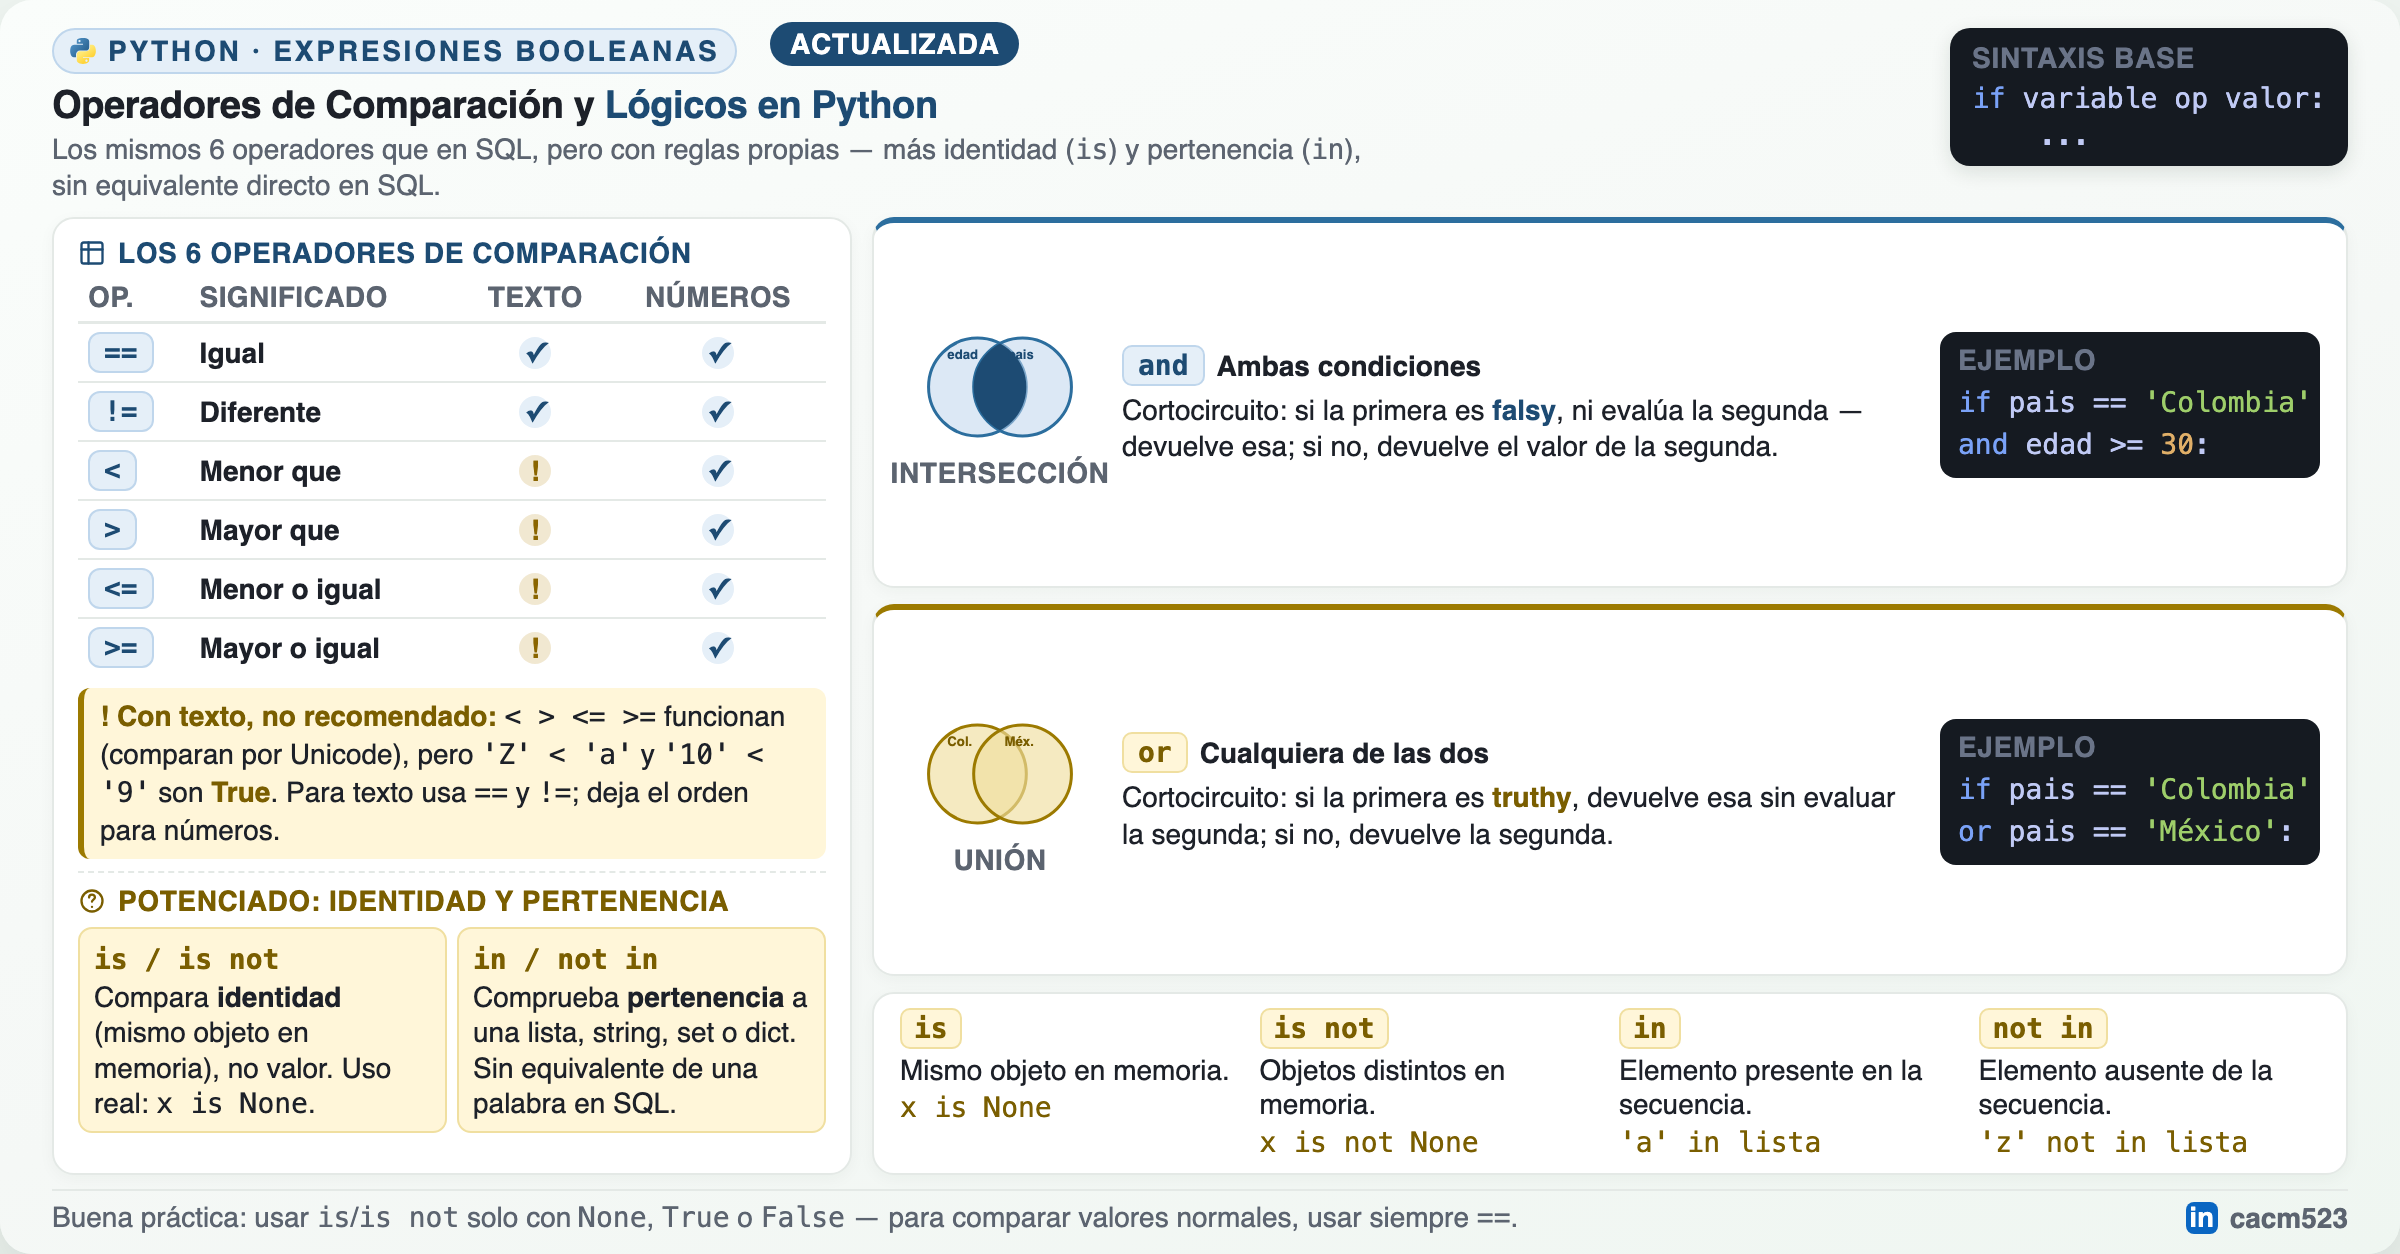 PYTHON · EXPRESIONES BOOLEANAS
ACTUALIZADA
Operadores de Comparación y Lógicos en Python
Los mismos 6 operadores que en SQL, pero con reglas propias — más identidad (is) y pertenencia (in),
sin equivalente directo en SQL.
SINTAXIS BASE
if variable op valor:
...
LOS 6 OPERADORES DE COMPARACIÓN
OP. SIGNIFICADO TEXTO NÚMEROS
== Igual ✓ ✓
!= Diferente ✓ ✓
< Menor que ! ✓
> Mayor que ! ✓
<= Menor o igual ! ✓
>= Mayor o igual ! ✓
! Con texto, no recomendado: < > <= >= funcionan
(comparan por Unicode), pero 'Z' < 'a' y '10' <
'9' son True. Para texto usa == y !=; deja el orden
para números.
POTENCIADO: IDENTIDAD Y PERTENENCIA
is / is not
Compara identidad
(mismo objeto en
memoria), no valor. Uso
real: x is None.
in / not in
Comprueba pertenencia a
una lista, string, set o dict.
Sin equivalente de una
palabra en SQL.
edad pais
INTERSECCIÓN
and Ambas condiciones
Cortocircuito: si la primera es falsy, ni evalúa la segunda —
devuelve esa; si no, devuelve el valor de la segunda.
EJEMPLO
if pais == 'Colombia'
and edad >= 30:
Col. Méx.
UNIÓN
or Cualquiera de las dos
Cortocircuito: si la primera es truthy, devuelve esa sin evaluar
la segunda; si no, devuelve la segunda.
EJEMPLO
if pais == 'Colombia'
or pais == 'México':
is
Mismo objeto en memoria.
x is None
is not
Objetos distintos en
memoria.
x is not None
in
Elemento presente en la
secuencia.
'a' in lista
not in
Elemento ausente de la
secuencia.
'z' not in lista
Buena práctica: usar is/is not solo con None, True o False — para comparar valores normales, usar siempre ==.
in cacm523